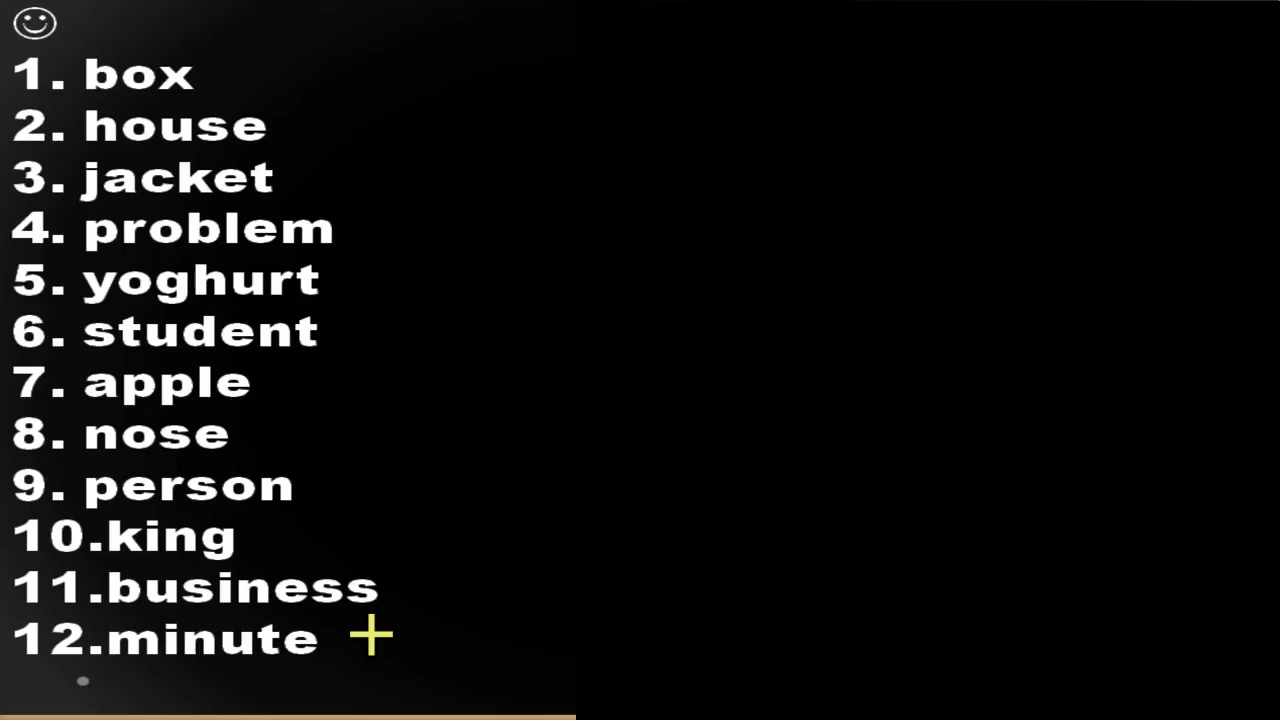 1. box
2. house
3. jacket
4. problem
5. yoghurt
6. student
7. apple
8. nose
9. person
10.king
11.business
12.minute